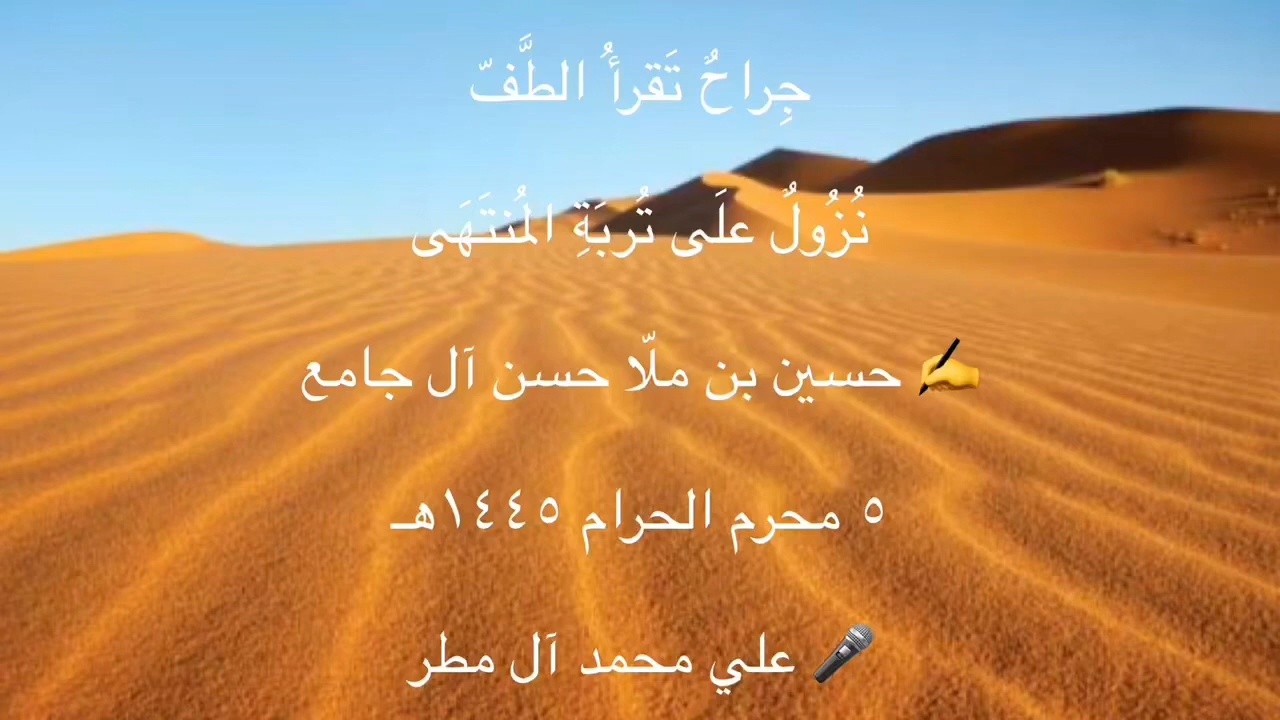 جِراحٌ تَقرأُ الطَّفّ
نُزُولٌ علَى تُربَةِ المُنتَهَى
✍️ حسين بن ملّا حسن آل جامع
٥ محرم الحرام ١٤٤٥هـ
🎤 علي محمد آل مطر